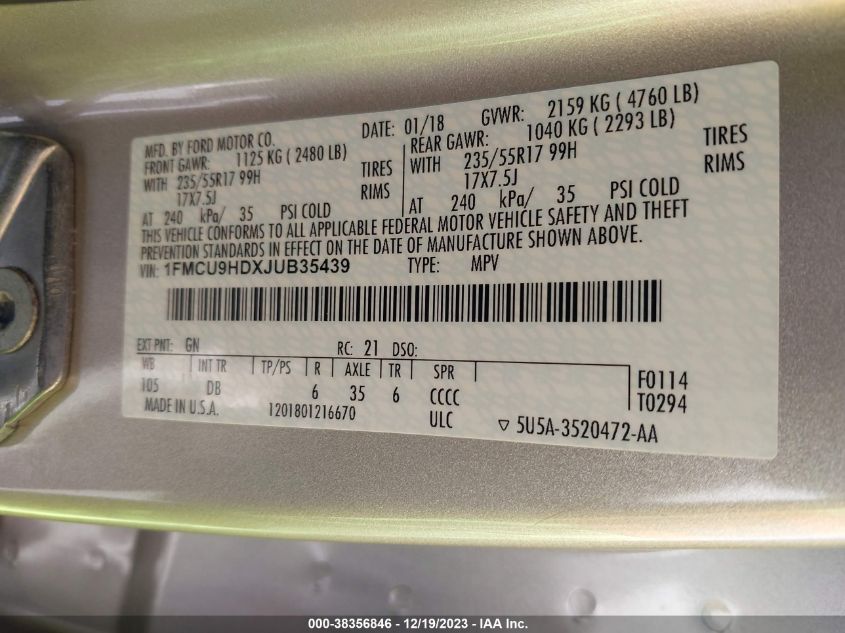 MFD. BY FORD MOTOR CO.
DATE: 01/18 GVWR: 2159 KG ( 4760 LB)
FRONT GAWR: 1125 KG ( 2480 LB)
WITH 235/55R17 99H TIRES
17X7.5J RIMS
AT 240 kPa/ 35 PSI COLD
REAR GAWR: 1040 KG ( 2293 LB)
WITH 235/55R17 99H TIRES
17X7.5J RIMS
AT 240 kPa/ 35 PSI COLD
THIS VEHICLE CONFORMS TO ALL APPLICABLE FEDERAL MOTOR VEHICLE SAFETY AND THEFT
PREVENTION STANDARDS IN EFFECT ON THE DATE OF MANUFACTURE SHOWN ABOVE.
VIN: 1FMCU9HDXJUB35439 TYPE: MPV
EXT PNT: GN RC: 21 DSO:
WB INT TR TP/PS R AXLE TR SPR
105 DB 6 35 6 CCCC
F0114
T0294
MADE IN U.S.A. 1201801216670 ULC ▽ 5U5A-3520472-AA
000-38356846 - 12/19/2023 - IAA Inc.